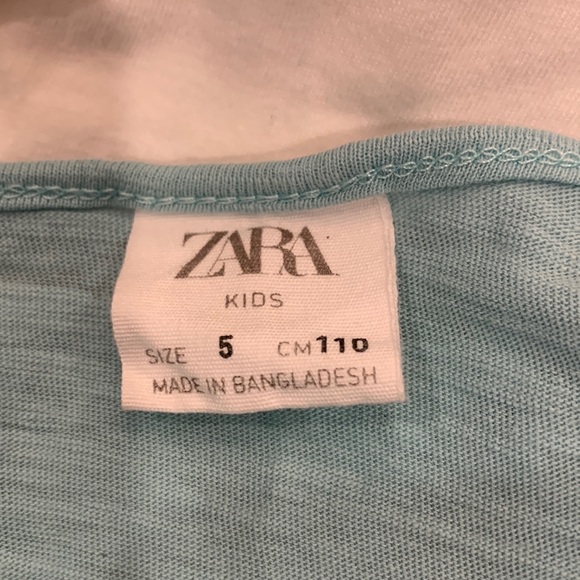 ZARA
KIDS
SIZE 5 CM 110
MADE IN BANGLADESH